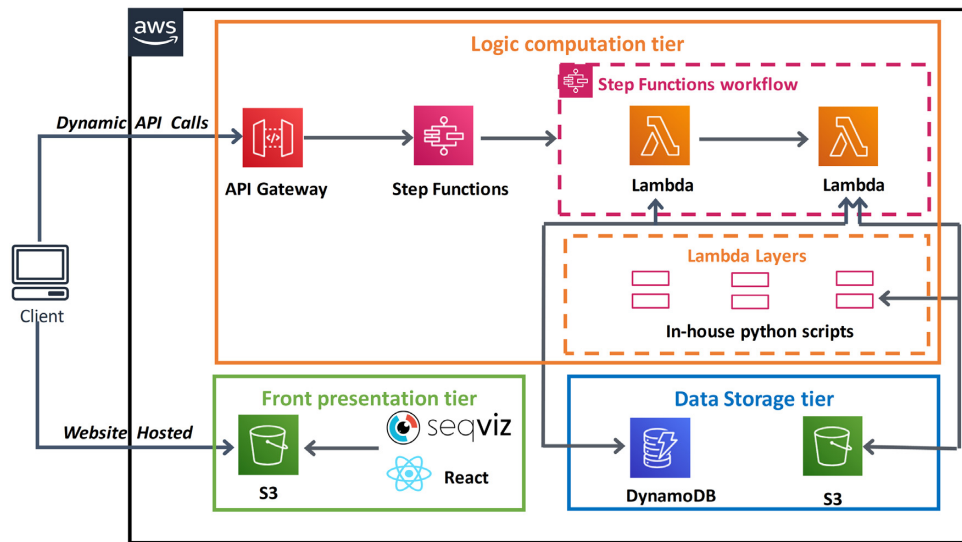 aws
Logic computation tier
Step Functions workflow
Dynamic API Calls
API Gateway
Step Functions
Lambda
Lambda
Lambda Layers
In-house python scripts
Client
Front presentation tier
seqviz
React
S3
Website Hosted
Data Storage tier
DynamoDB
S3